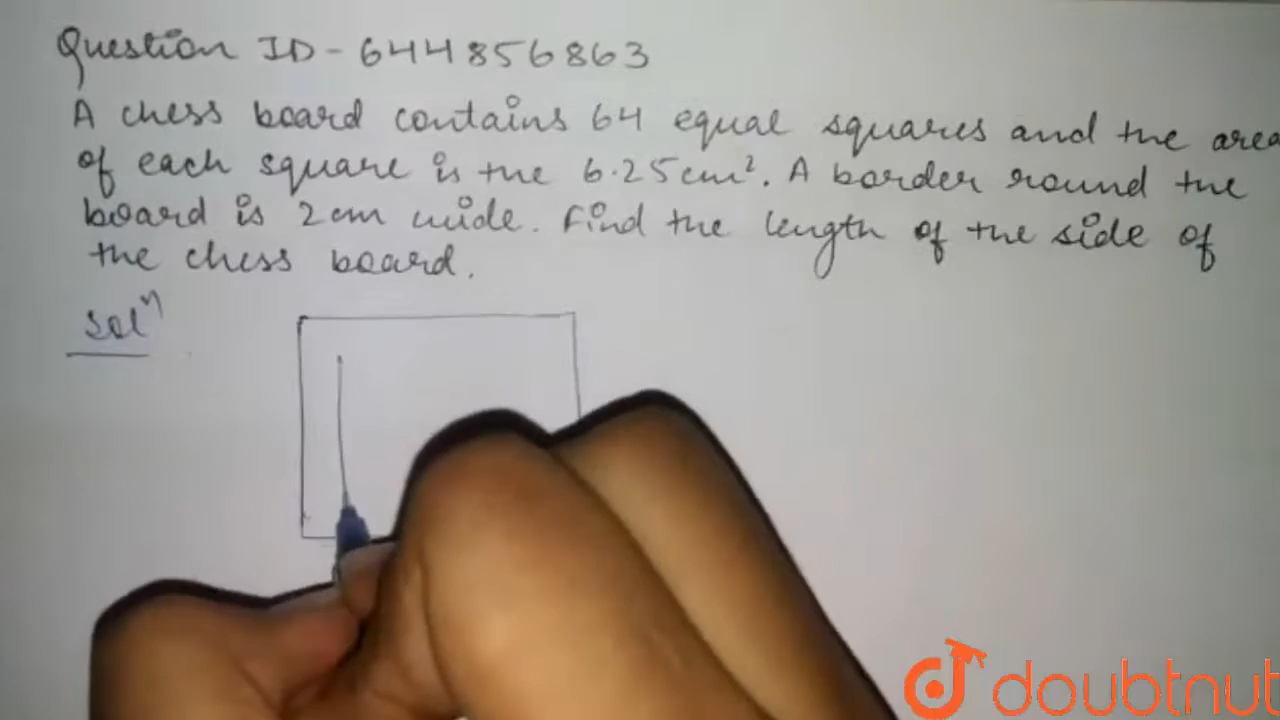 Question ID - 644856863
A chess board contains 64 equal squares and the area
of each square is the 6.25cm². A border round the
board is 2cm wide. Find the length of the side of
the chess board.
Solⁿ
doubtnut